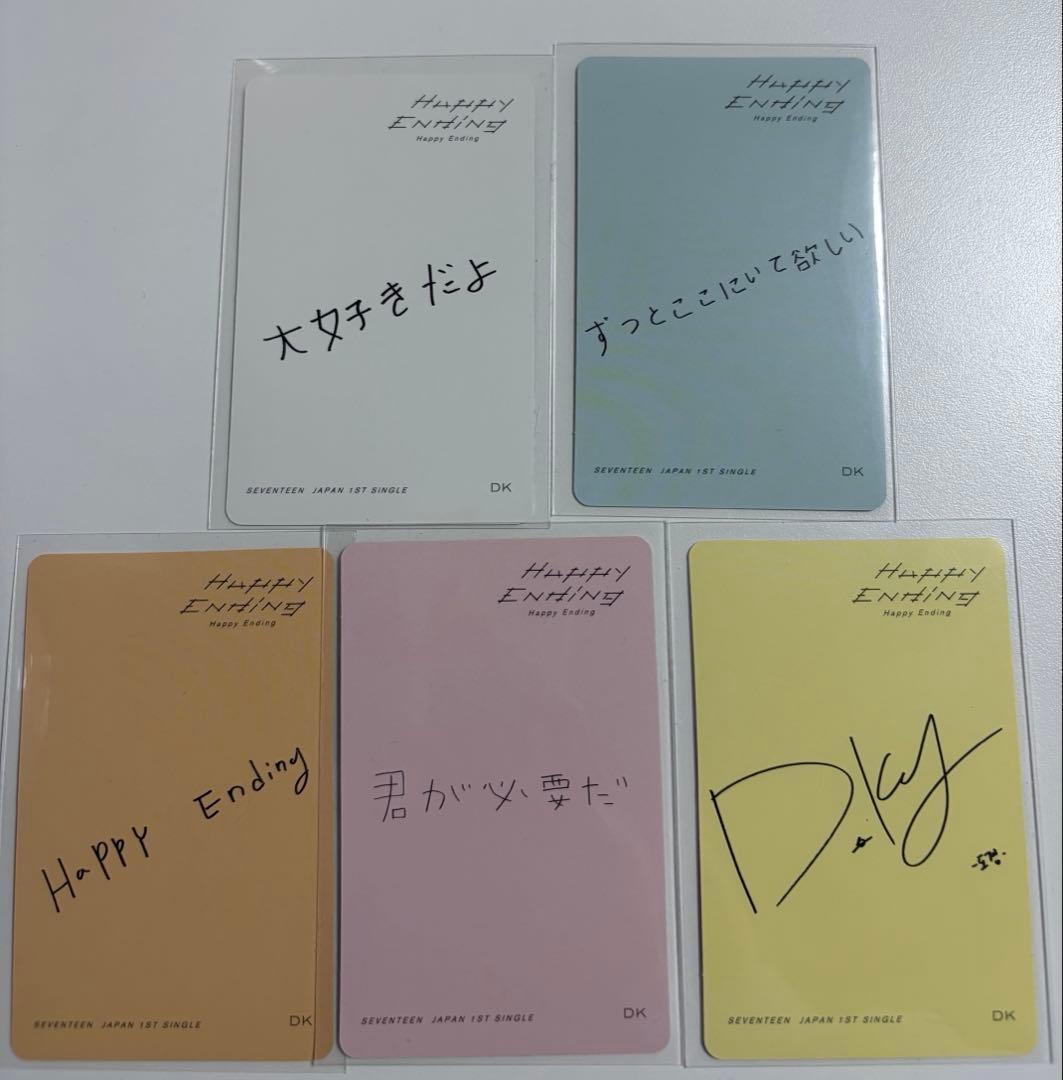 Happy
Ending
Happy Ending
大好きだよ
SEVENTEEN JAPAN 1ST SINGLE
DK
Happy
Ending
Happy Ending
ずっとここにいて欲しい
SEVENTEEN JAPAN 1ST SINGLE
DK
Happy
Ending
Happy Ending
Happy Ending
SEVENTEEN JAPAN 1ST SINGLE
DK
Happy
Ending
Happy Ending
君が必要だ
SEVENTEEN JAPAN 1ST SINGLE
DK
Happy
Ending
Happy Ending
D.Ky
-도겸-
SEVENTEEN JAPAN 1ST SINGLE
DK